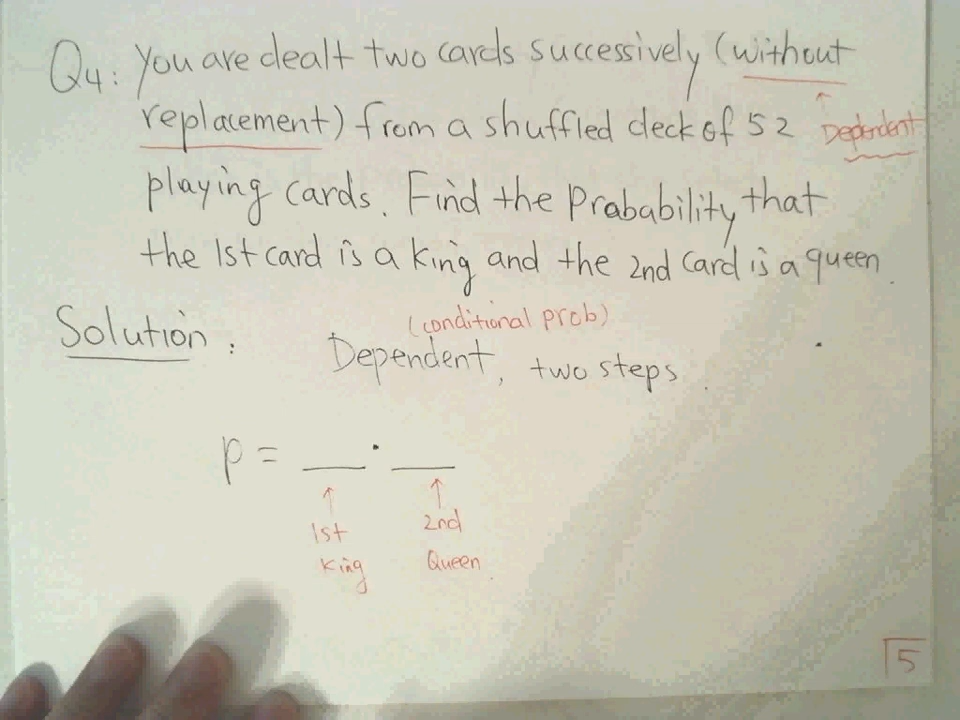 Q4: You are dealt two cards successively (without
replacement) from a shuffled deck of 52
Dependent
playing cards. Find the Probability that
the 1st card is a king and the 2nd card is a queen.
(conditional prob)
Solution: Dependent, two steps.
P = __ · __
1st 2nd
King Queen
5